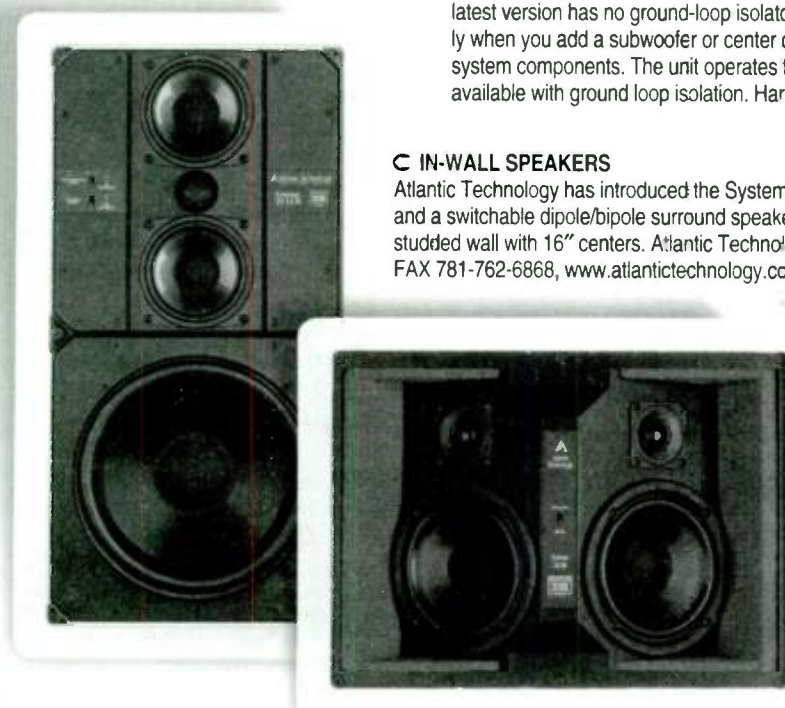 latest version has no ground-loop isolato
ly when you add a subwoofer or center c
system components. The unit operates f
available with ground loop isolation. Har
C IN-WALL SPEAKERS
Atlantic Technology has introduced the System
and a switchable dipole/bipole surround speake
studded wall with 16″ centers. Atlantic Technol
FAX 781-762-6868, www.atlantictechnology.co